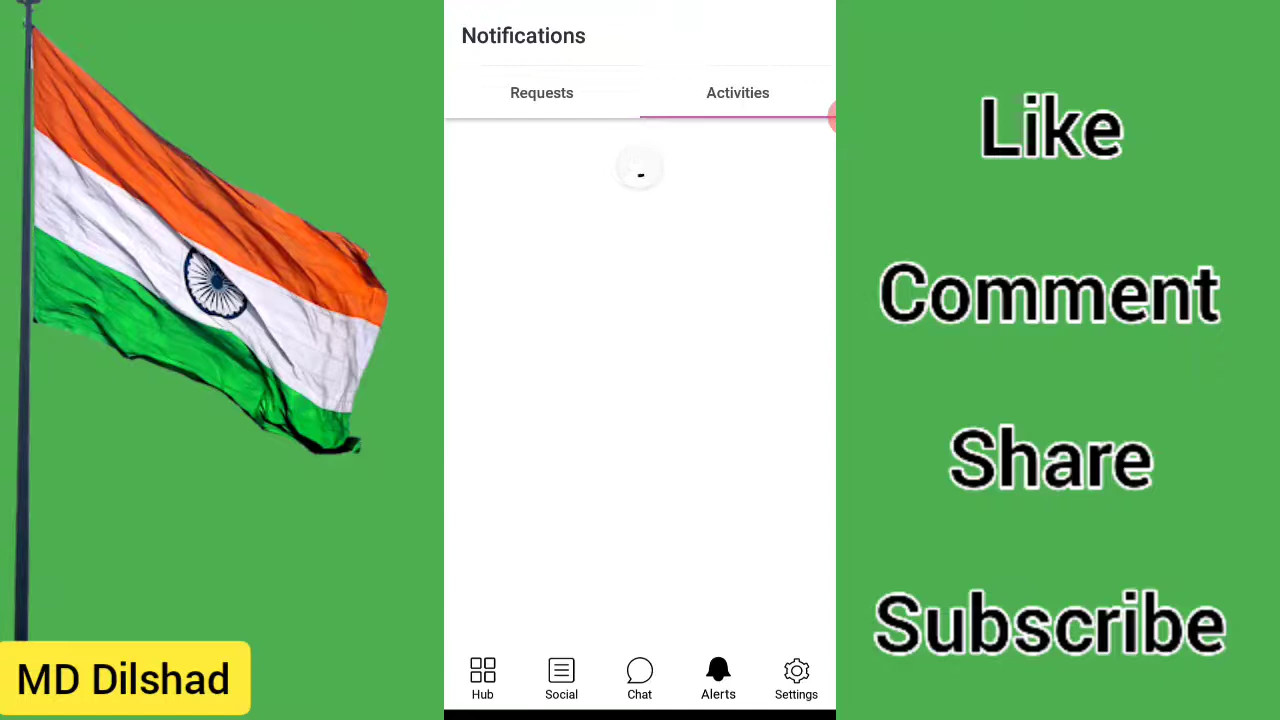 Notifications
Requests
Activities
Hub
Social
Chat
Alerts
Settings
Like
Comment
Share
Subscribe
MD Dilshad